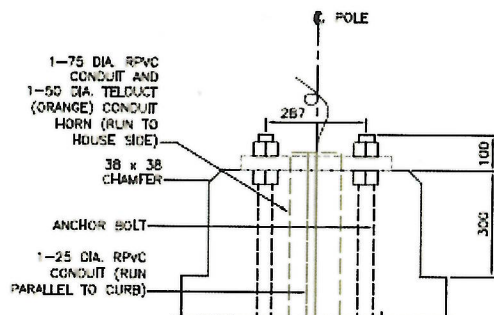 ℄ POLE
1-75 DIA. RPVC
CONDUIT AND
1-50 DIA. TELDUCT
(ORANGE) CONDUIT
HORN (RUN TO
HOUSE SIDE)
287
38 x 38
CHAMFER
100
ANCHOR BOLT
300
1-25 DIA. RPVC
CONDUIT (RUN
PARALLEL TO CURB)